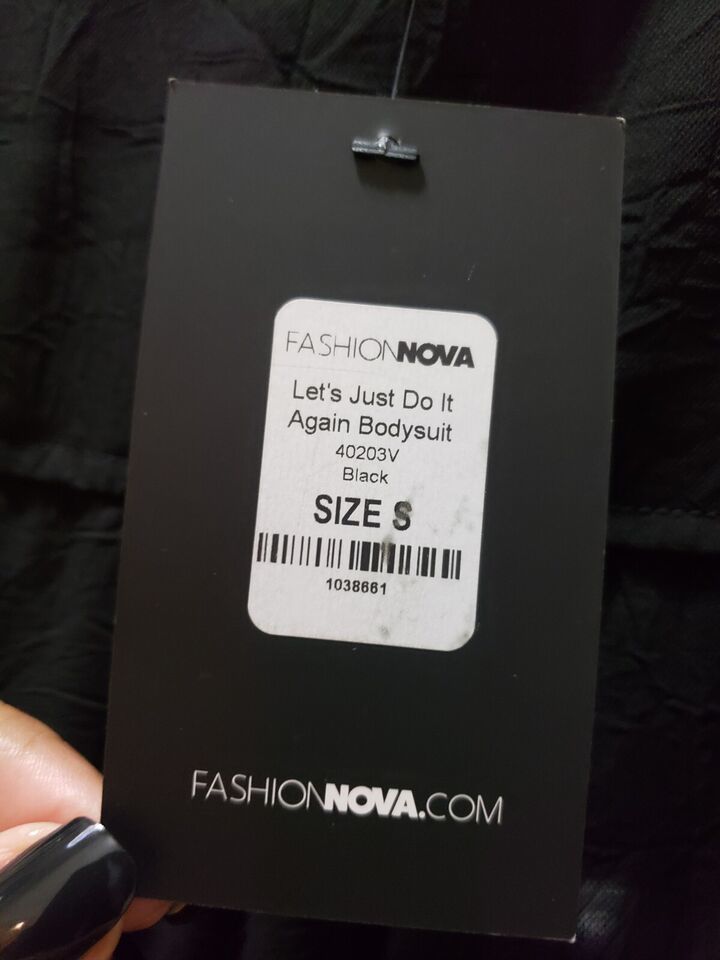 FASHIONNOVA
Let's Just Do It
Again Bodysuit
40203V
Black
SIZE S
1038661
FASHIONNOVA.COM